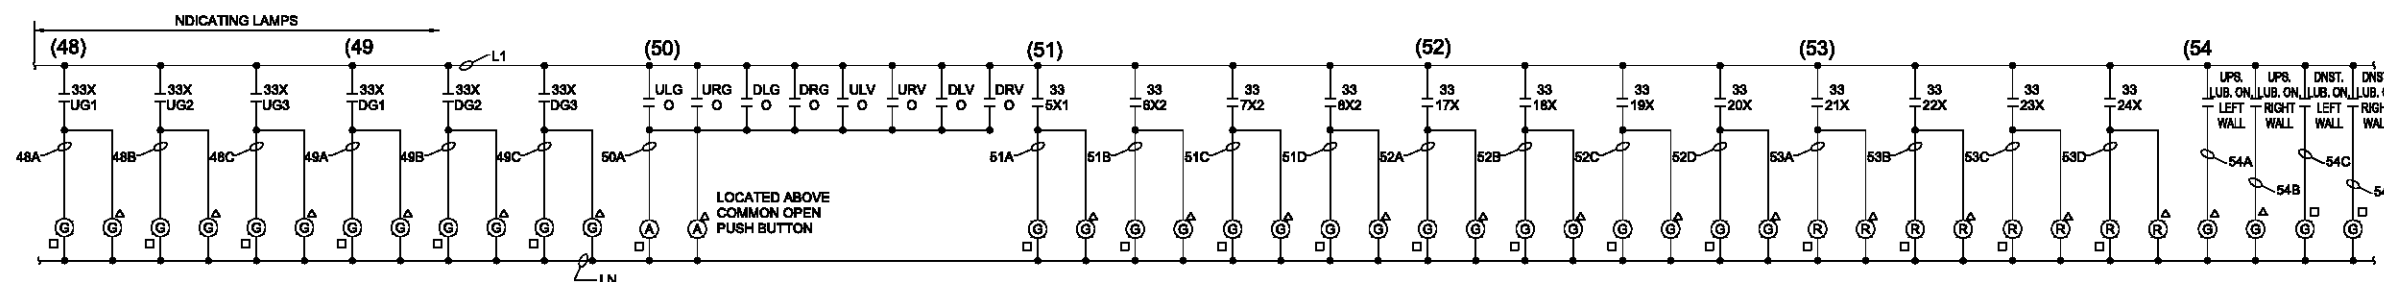 NDICATING LAMPS
(48)
(49
(50)
(51)
(52)
(53)
(54
L1
33X
UG1
33X
UG2
33X
UG3
33X
DG1
33X
DG2
33X
DG3
ULG
O
URG
O
DLG
O
DRG
O
ULV
O
URV
O
DLV
O
DRV
O
33
5X1
33
6X2
33
7X2
33
8X2
33
17X
33
18X
33
19X
33
20X
33
21X
33
22X
33
23X
33
24X
UPS.
LUB. ON
LEFT
WALL
UPS.
LUB. ON
RIGHT
WALL
DNST.
LUB. ON
LEFT
WALL
DNS
LUB.
RIGH
WAL
48A
48B
48C
49A
49B
49C
50A
51A
51B
51C
51D
52A
52B
52C
52D
53A
53B
53C
53D
54A
54B
54C
54
LOCATED ABOVE
COMMON OPEN
PUSH BUTTON
G G G G G G G G G G G G A A G G G G G G G G G G G G G G G G R R R R R R R R G G G G
LN